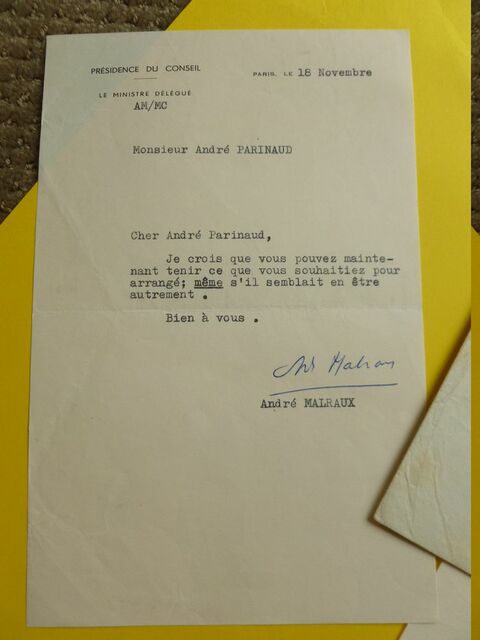 PRÉSIDENCE DU CONSEIL
PARIS, LE 18 Novembre
LE MINISTRE DÉLÉGUÉ
AM/MC
Monsieur André PARINAUD
Cher André Parinaud,
Je crois que vous pouvez mainte-
nant tenir ce que vous souhaitiez pour
arrangé; même s'il semblait en être
autrement .
Bien à vous .
André Malraux
André MALRAUX